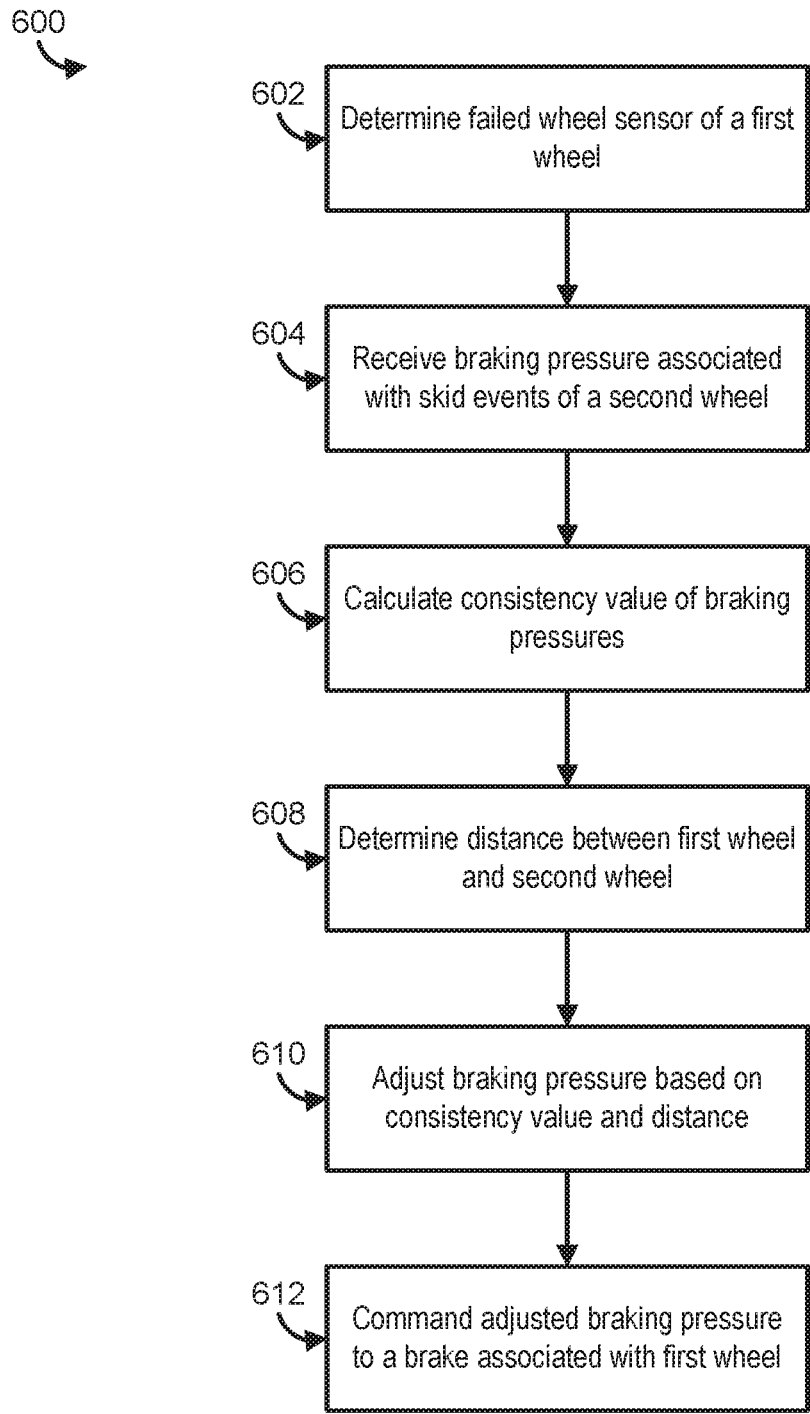 600
602
Determine failed wheel sensor of a first
wheel
604
Receive braking pressure associated
with skid events of a second wheel
606
Calculate consistency value of braking
pressures
608
Determine distance between first wheel
and second wheel
610
Adjust braking pressure based on
consistency value and distance
612
Command adjusted braking pressure
to a brake associated with first wheel